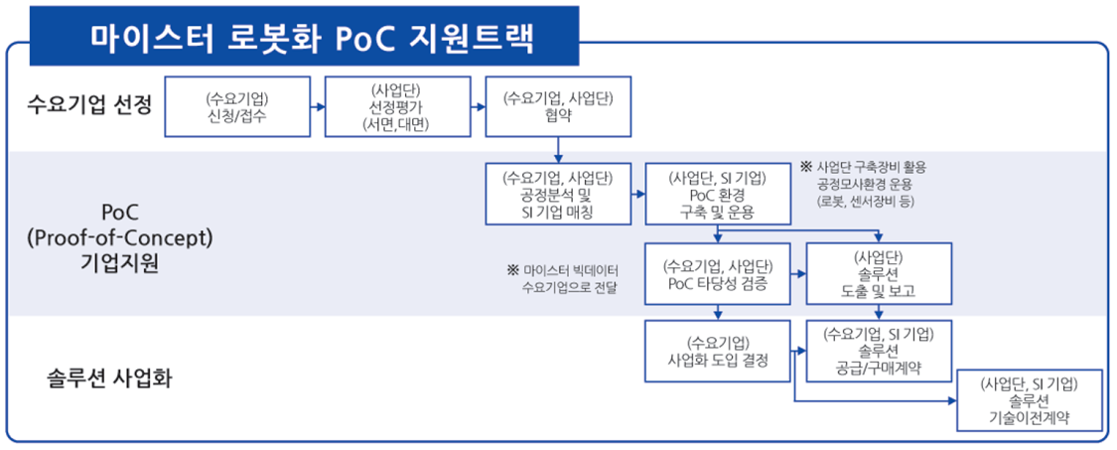 마이스터 로봇화 PoC 지원트랙
수요기업 선정
(수요기업)
신청/접수
(사업단)
선정평가
(서면,대면)
(수요기업, 사업단)
협약
PoC
(Proof-of-Concept)
기업지원
(수요기업, 사업단)
공정분석 및
SI 기업 매칭
(사업단, SI 기업)
PoC 환경
구축 및 운용
※ 사업단 구축장비 활용
공정모사환경 운용
(로봇, 센서장비 등)
※ 마이스터 빅데이터
수요기업으로 전달
(수요기업, 사업단)
PoC 타당성 검증
(사업단)
솔루션
도출 및 보고
솔루션 사업화
(수요기업)
사업화 도입 결정
(수요기업, SI 기업)
솔루션
공급/구매계약
(사업단, SI 기업)
솔루션
기술이전계약